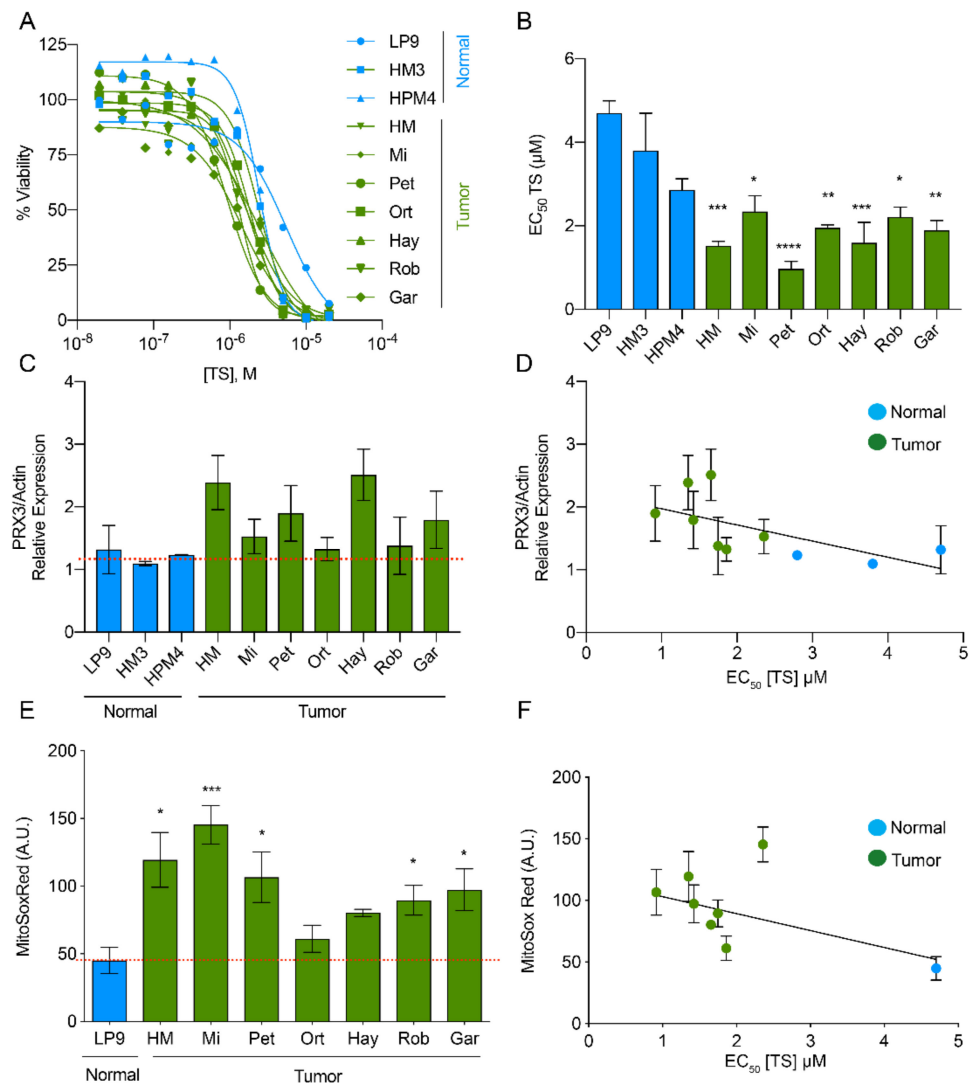 A
125
100
75
50
25
0
% Viability
10-8
10-7
10-6
10-5
10-4
[TS], M
LP9
HM3
HPM4
HM
Mi
Pet
Ort
Hay
Rob
Gar
Normal
Tumor
B
6
4
2
0
EC50 TS (µM)
***
*
****
**
***
*
**
LP9
HM3
HPM4
HM
Mi
Pet
Ort
Hay
Rob
Gar
C
4
3
2
1
0
PRX3/Actin
Relative Expression
LP9
HM3
HPM4
HM
Mi
Pet
Ort
Hay
Rob
Gar
Normal
Tumor
D
4
3
2
1
0
PRX3/Actin
Relative Expression
Normal
Tumor
0
1
2
3
4
5
EC50 [TS] µM
E
200
150
100
50
0
MitoSoxRed (A.U.)
*
***
*
*
*
LP9
HM
Mi
Pet
Ort
Hay
Rob
Gar
Normal
Tumor
F
200
150
100
50
0
MitoSox Red (A.U.)
Normal
Tumor
0
1
2
3
4
5
EC50 [TS] µM